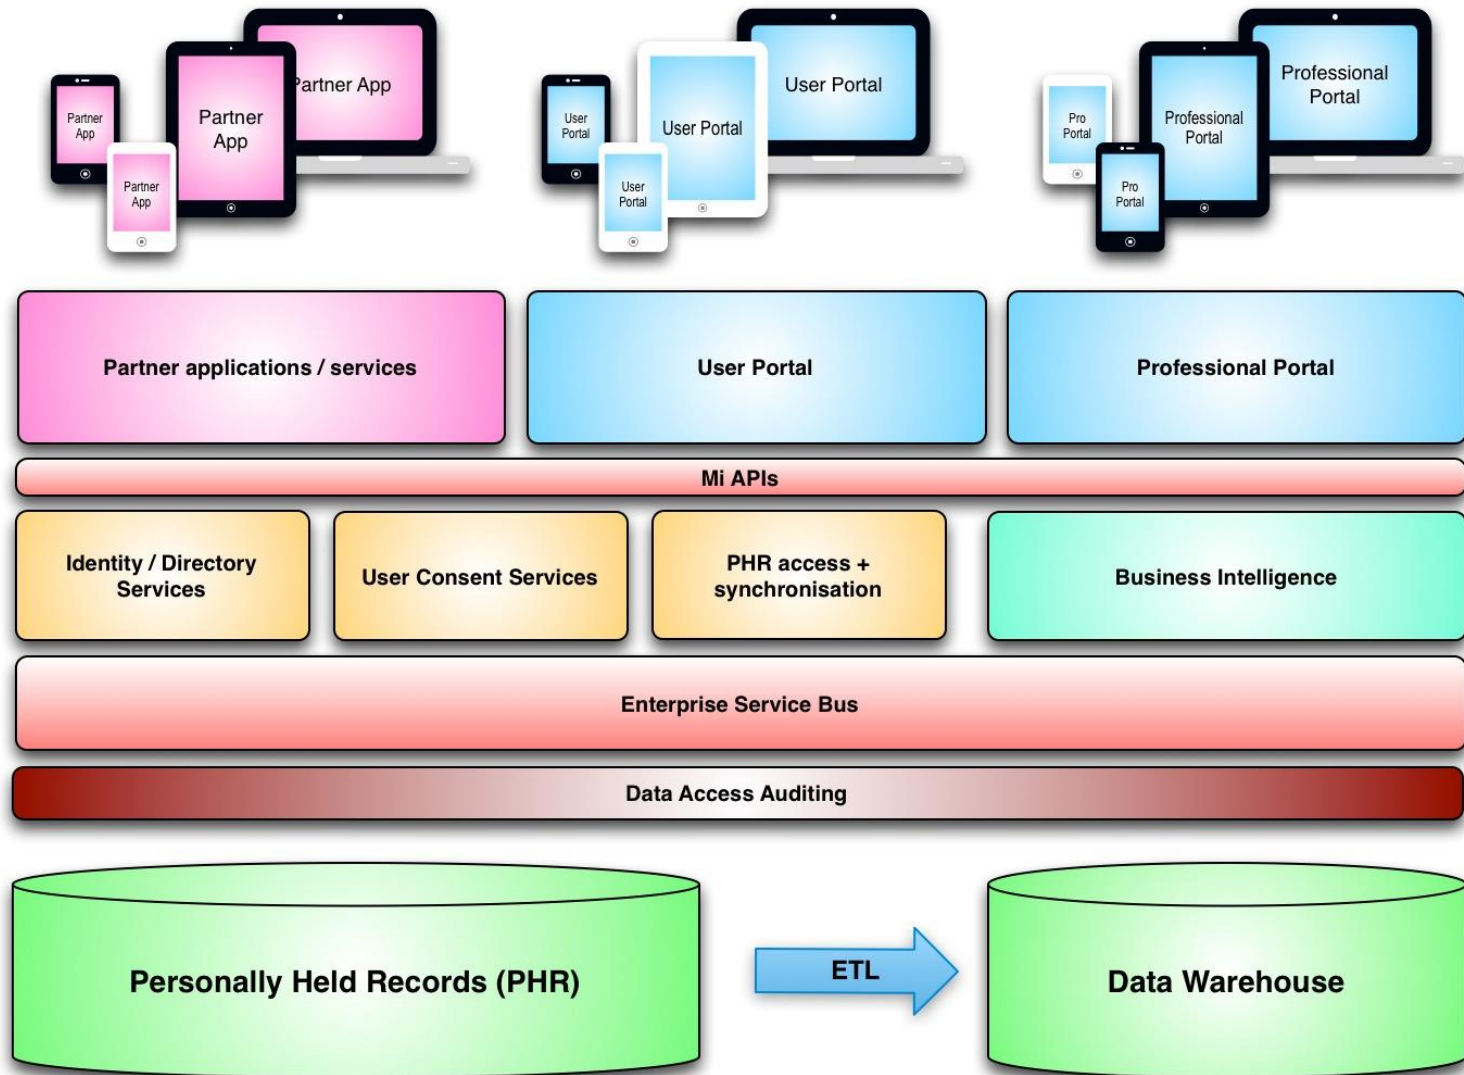 Partner App
Partner
App
Partner
App
Partner
App
User Portal
User Portal
User
Portal
User
Portal
Professional
Portal
Professional
Portal
Pro
Portal
Pro
Portal
Partner applications / services
User Portal
Professional Portal
Mi APIs
Identity / Directory
Services
User Consent Services
PHR access +
synchronisation
Business Intelligence
Enterprise Service Bus
Data Access Auditing
Personally Held Records (PHR)
ETL
Data Warehouse